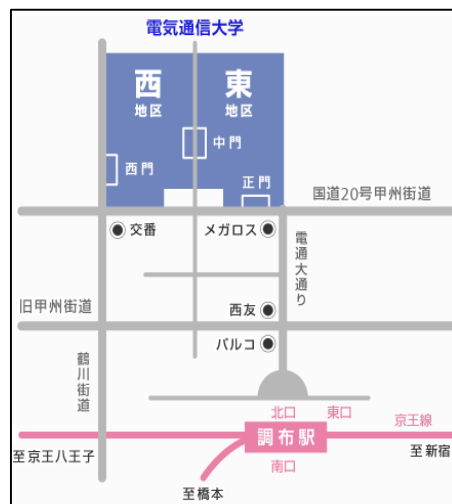 電気通信大学
西
地区
東
地区
中門
西門
正門
国道20号甲州街道
交番
メガロス
電通大通り
旧甲州街道
西友
パルコ
鶴川街道
北口
東口
京王線
調布駅
至京王八王子
至新宿
南口
至橋本